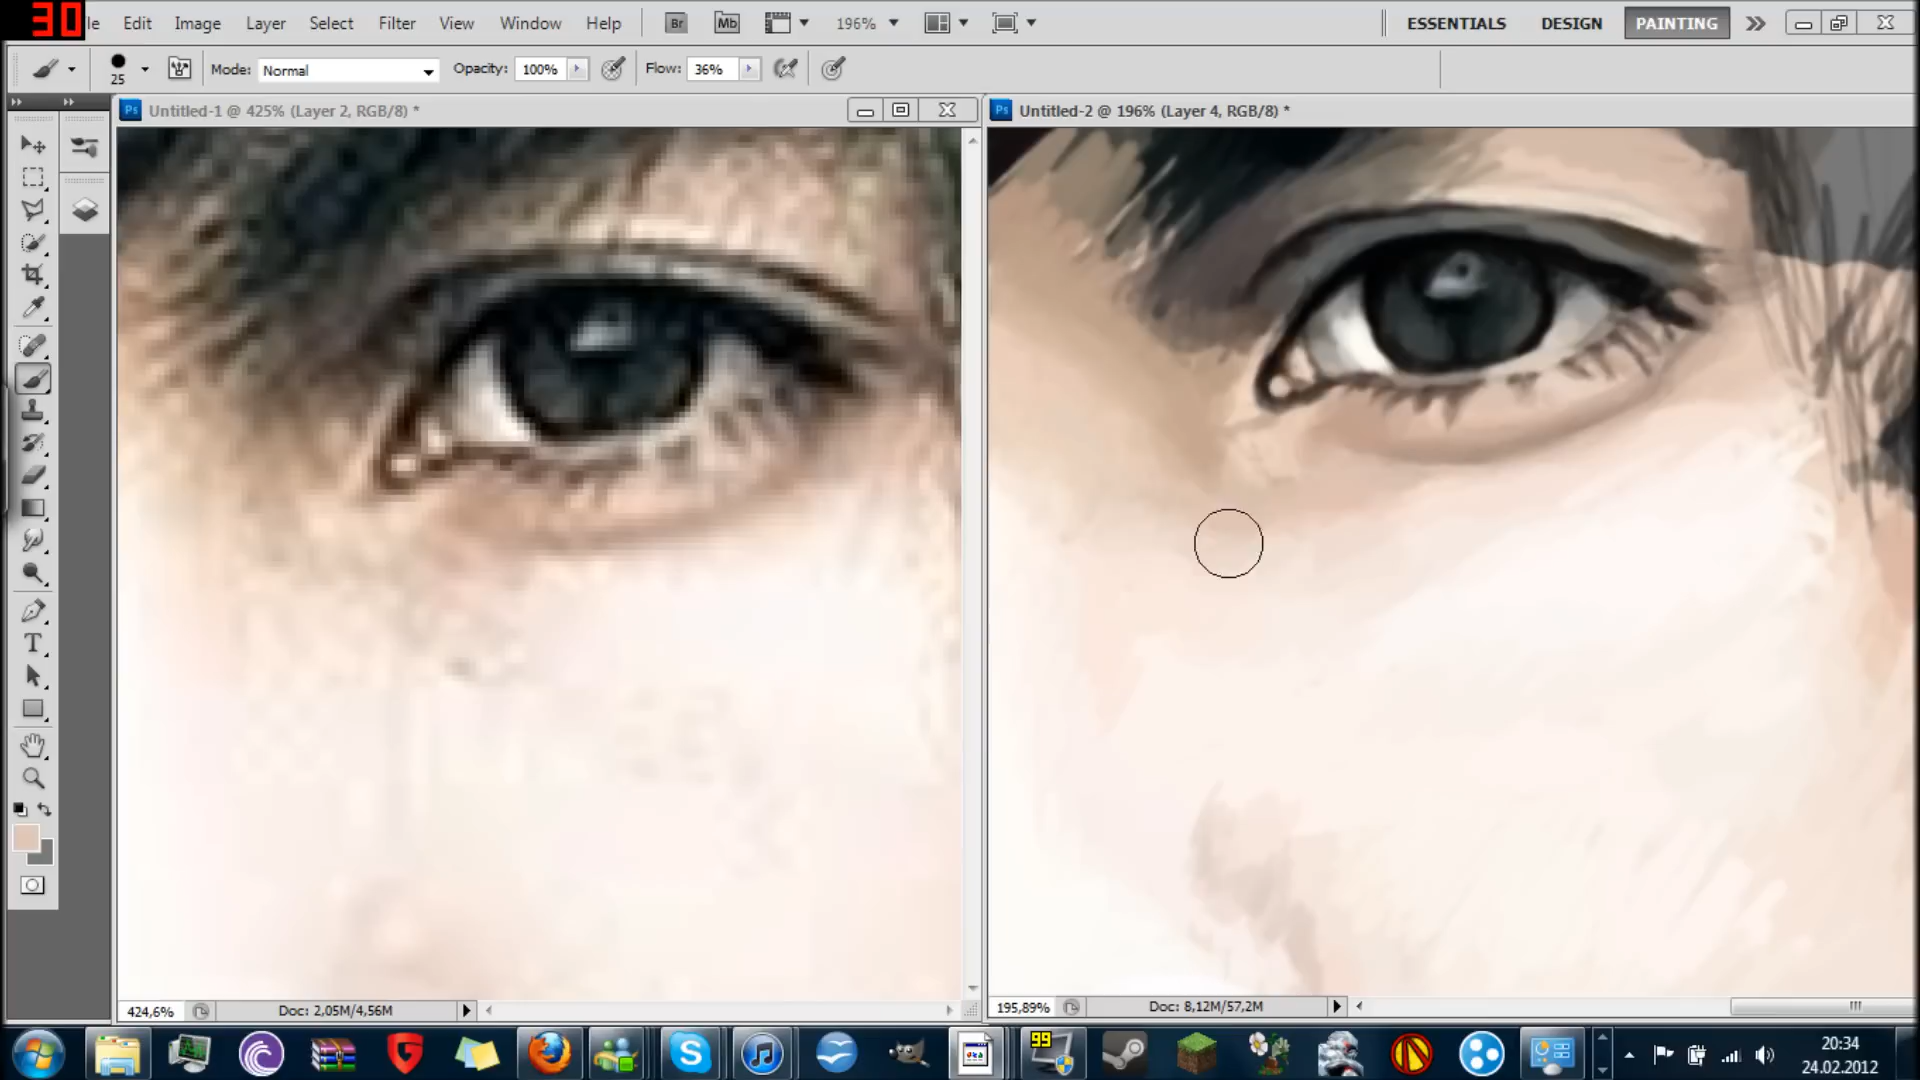 30
le Edit Image Layer Select Filter View Window Help Br Mb 196% ESSENTIALS DESIGN PAINTING
25 Mode: Normal Opacity: 100% Flow: 36%
Ps Untitled-1 @ 425% (Layer 2, RGB/8) *
Ps Untitled-2 @ 196% (Layer 4, RGB/8) *
T
424,6% Doc: 2,05M/4,56M
195,89% Doc: 8,12M/57,2M
99
20:34
24.02.2012